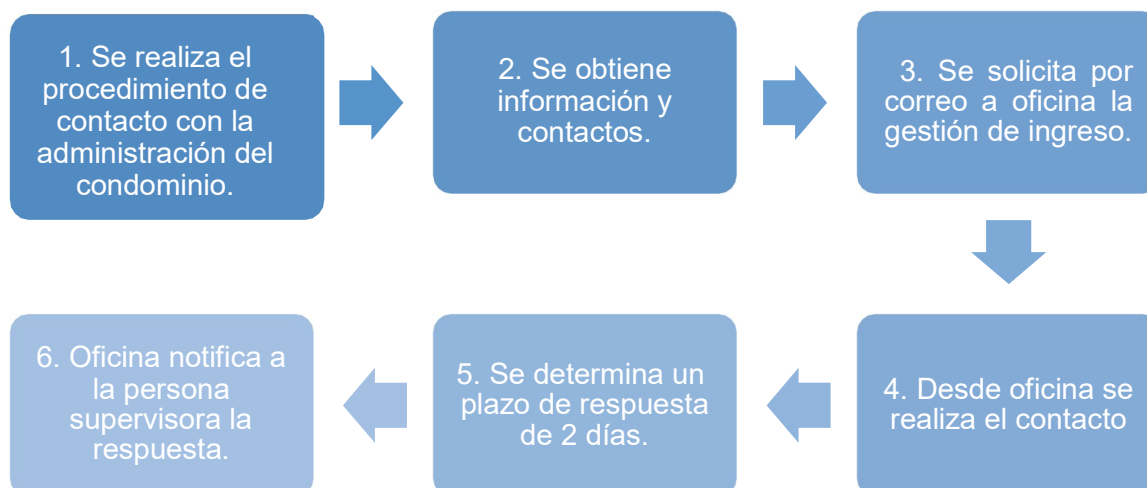 1. Se realiza el
procedimiento de
contacto con la
administración del
condominio.
2. Se obtiene
información y
contactos.
3. Se solicita por
correo a oficina la
gestión de ingreso.
4. Desde oficina se
realiza el contacto
5. Se determina un
plazo de respuesta
de 2 días.
6. Oficina notifica a
la persona
supervisora la
respuesta.